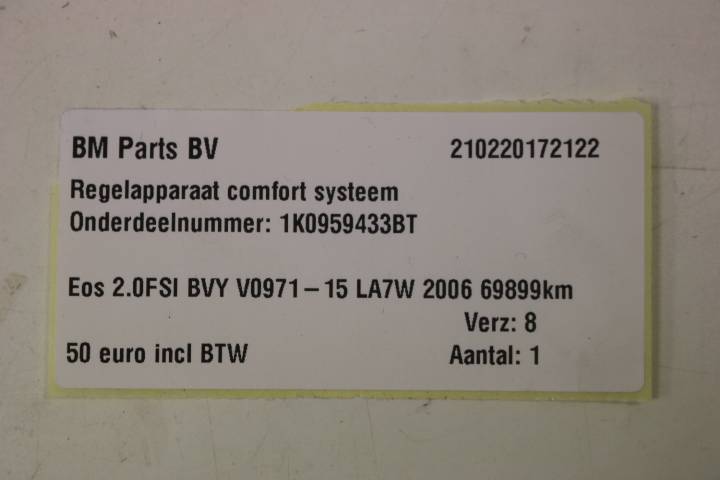 BM Parts BV 210220172122
Regelapparaat comfort systeem
Onderdeelnummer: 1K0959433BT
Eos 2.0FSI BVY V0971-15 LA7W 2006 69899km
Verz: 8
50 euro incl BTW Aantal: 1